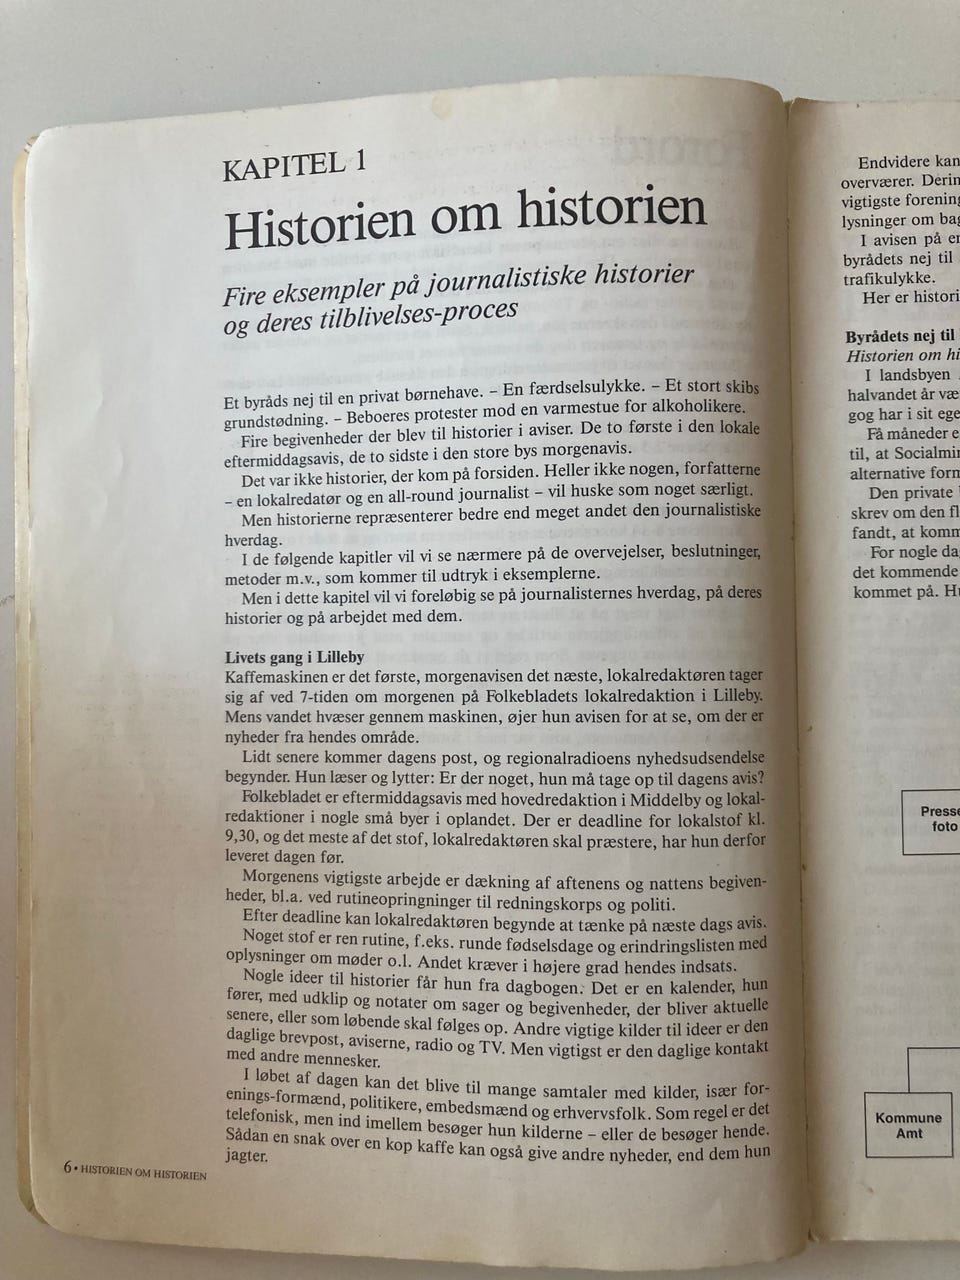 KAPITEL 1
Historien om historien
Fire eksempler på journalistiske historier
og deres tilblivelses-proces
Et byråds nej til en privat børnehave. – En færdselsulykke. – Et stort skibs
grundstødning. – Beboeres protester mod en varmestue for alkoholikere.
Fire begivenheder der blev til historier i aviser. De to første i den lokale
eftermiddagsavis, de to sidste i den store bys morgenavis.
Det var ikke historier, der kom på forsiden. Heller ikke nogen, forfatterne
– en lokalredatør og en all-round journalist – vil huske som noget særligt.
Men historierne repræsenterer bedre end meget andet den journalistiske
hverdag.
I de følgende kapitler vil vi se nærmere på de overvejelser, beslutninger,
metoder m.v., som kommer til udtryk i eksemplerne.
Men i dette kapitel vil vi foreløbig se på journalisternes hverdag, på deres
historier og på arbejdet med dem.
Livets gang i Lilleby
Kaffemaskinen er det første, morgenavisen det næste, lokalredaktøren tager
sig af ved 7-tiden om morgenen på Folkebladets lokalredaktion i Lilleby.
Mens vandet hvæser gennem maskinen, øjer hun avisen for at se, om der er
nyheder fra hendes område.
Lidt senere kommer dagens post, og regionalradioens nyhedsudsendelse
begynder. Hun læser og lytter: Er der noget, hun må tage op til dagens avis?
Folkebladet er eftermiddagsavis med hovedredaktion i Middelby og lokal-
redaktioner i nogle små byer i oplandet. Der er deadline for lokalstof kl.
9,30, og det meste af det stof, lokalredaktøren skal præstere, har hun derfor
leveret dagen før.
Morgenens vigtigste arbejde er dækning af aftenens og nattens begiven-
heder, bl.a. ved rutineopringninger til redningskorps og politi.
Efter deadline kan lokalredaktøren begynde at tænke på næste dags avis.
Noget stof er ren rutine, f.eks. runde fødselsdage og erindringslisten med
oplysninger om møder o.l. Andet kræver i højere grad hendes indsats.
Nogle ideer til historier får hun fra dagbogen. Det er en kalender, hun
fører, med udklip og notater om sager og begivenheder, der bliver aktuelle
senere, eller som løbende skal følges op. Andre vigtige kilder til ideer er den
daglige brevpost, aviserne, radio og TV. Men vigtigst er den daglige kontakt
med andre mennesker.
I løbet af dagen kan det blive til mange samtaler med kilder, især for-
enings-formænd, politikere, embedsmænd og erhvervsfolk. Som regel er det
telefonisk, men ind imellem besøger hun kilderne – eller de besøger hende.
Sådan en snak over en kop kaffe kan også give andre nyheder, end dem hun
jagter.
6 • HISTORIEN OM HISTORIEN
Endvidere kan
overværer. Derin
vigtigste forening
lysninger om bag
I avisen på er
byrådets nej til
trafikulykke.
Her er histori
Byrådets nej til
Historien om hi
I landsbyen
halvandet år væ
gog har i sit ege
Få måneder e
til, at Socialmin
alternative form
Den private
skrev om den fl
fandt, at komm
For nogle da
det kommende
kommet på. Hu
Presse
foto
Kommune
Amt